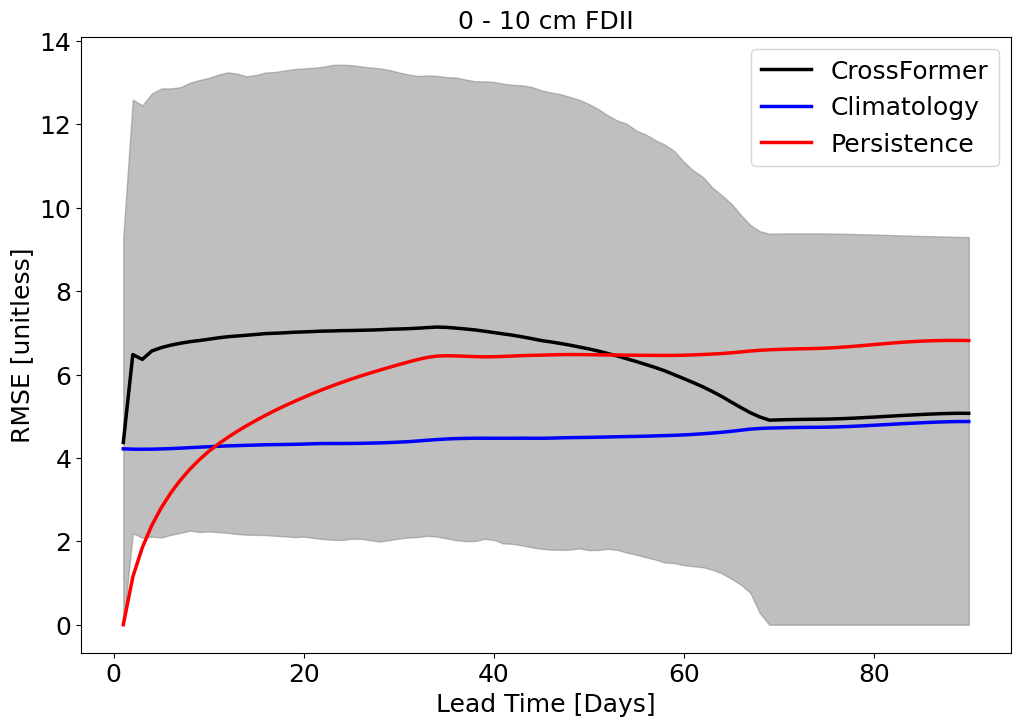 0 - 10 cm FDII
CrossFormer
Climatology
Persistence
RMSE [unitless]
14
12
10
8
6
4
2
0
0 20 40 60 80
Lead Time [Days]